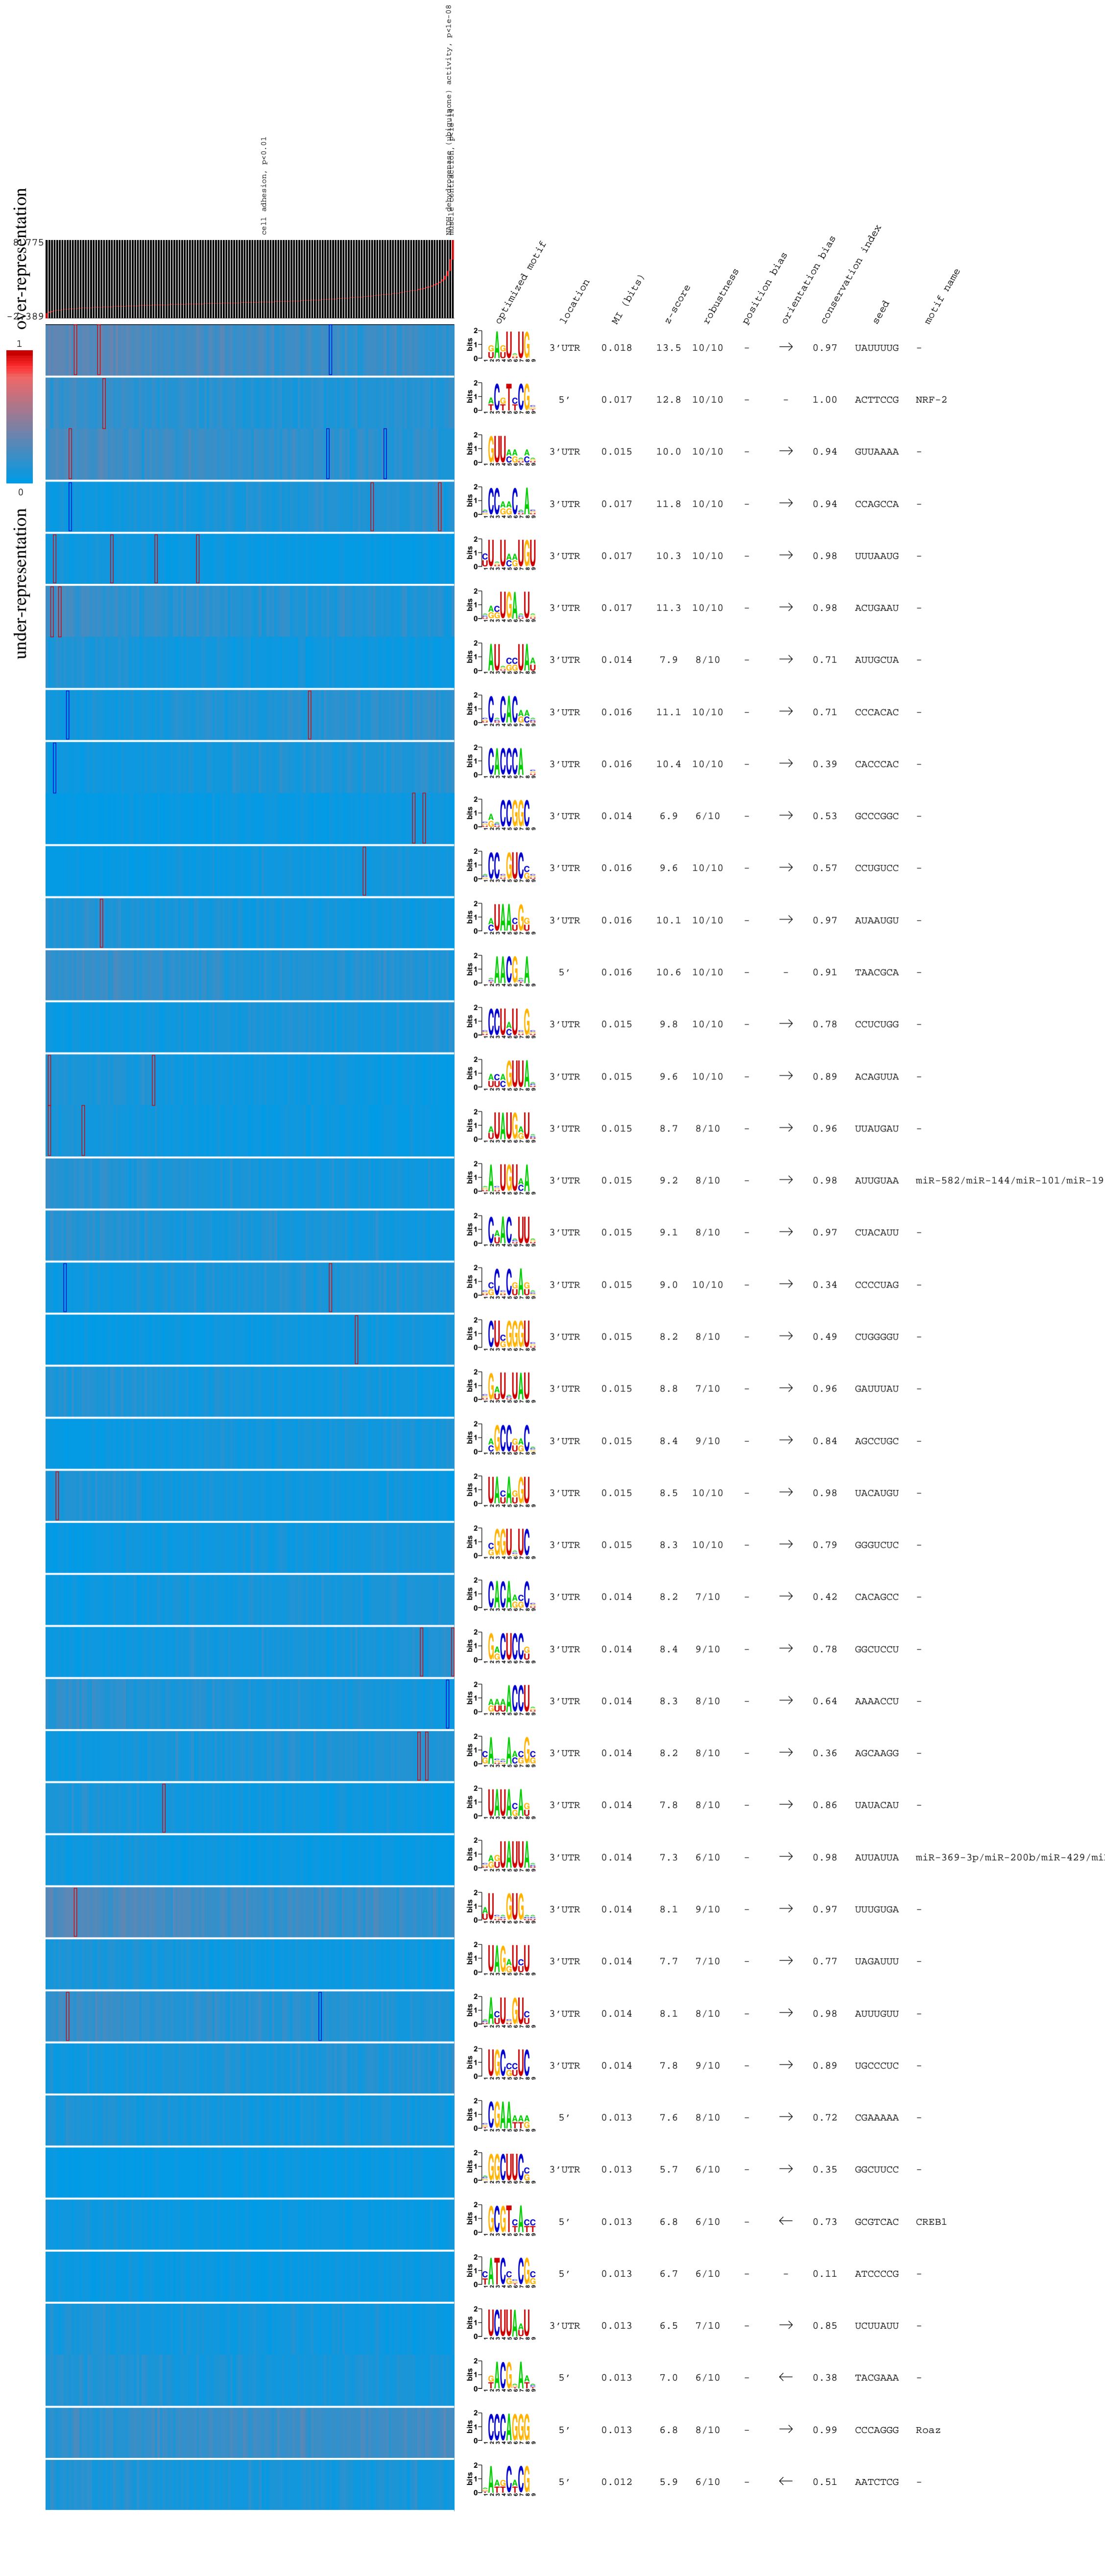 cell adhesion, p<0.01
over-representation
1
0
under-representation
optimized motif location MI (bits) z-score robustness position bias orientation bias conservation index seed motif name
3'UTR 0.018 13.5 10/10 - → 0.97 UAUUUUG -
5' 0.017 12.8 10/10 - - 1.00 ACTTCCG NRF-2
3'UTR 0.015 10.0 10/10 - → 0.94 GUUAAAA -
3'UTR 0.017 11.8 10/10 - → 0.94 CCAGCCA -
3'UTR 0.017 10.3 10/10 - → 0.98 UUUAAUG -
3'UTR 0.017 11.3 10/10 - → 0.98 ACUGAAU -
3'UTR 0.014 7.9 8/10 - → 0.71 AUUGCUA -
3'UTR 0.016 11.1 10/10 - → 0.71 CCCACAC -
3'UTR 0.016 10.4 10/10 - → 0.39 CACCCAC -
3'UTR 0.014 6.9 6/10 - → 0.53 GCCCGGC -
3'UTR 0.016 9.6 10/10 - → 0.57 CCUGUCC -
3'UTR 0.016 10.1 10/10 - → 0.97 AUAAUGU -
5' 0.016 10.6 10/10 - - 0.91 TAACGCA -
3'UTR 0.015 9.8 10/10 - → 0.78 CCUCUGG -
3'UTR 0.015 9.6 10/10 - → 0.89 ACAGUUA -
3'UTR 0.015 8.7 8/10 - → 0.96 UUAUGAU -
3'UTR 0.015 9.2 8/10 - → 0.98 AUUGUAA miR-582/miR-144/miR-101/miR-19
3'UTR 0.015 9.1 8/10 - → 0.97 CUACAUU -
3'UTR 0.015 9.0 10/10 - → 0.34 CCCCUAG -
3'UTR 0.015 8.2 8/10 - → 0.49 CUGGGGU -
3'UTR 0.015 8.8 7/10 - → 0.96 GAUUUAU -
3'UTR 0.015 8.4 9/10 - → 0.84 AGCCUGC -
3'UTR 0.015 8.5 10/10 - → 0.98 UACAUGU -
3'UTR 0.015 8.3 10/10 - → 0.79 GGGUCUC -
3'UTR 0.014 8.2 7/10 - → 0.42 CACAGCC -
3'UTR 0.014 8.4 9/10 - → 0.78 GGCUCCU -
3'UTR 0.014 8.3 8/10 - → 0.64 AAAACCU -
3'UTR 0.014 8.2 8/10 - → 0.36 AGCAAGG -
3'UTR 0.014 7.8 8/10 - → 0.86 UAUACAU -
3'UTR 0.014 7.3 6/10 - → 0.98 AUUAUUA miR-369-3p/miR-200b/miR-429/mi
3'UTR 0.014 8.1 9/10 - → 0.97 UUUGUGA -
3'UTR 0.014 7.7 7/10 - → 0.77 UAGAUUU -
3'UTR 0.014 8.1 8/10 - → 0.98 AUUUGUU -
3'UTR 0.014 7.8 9/10 - → 0.89 UGCCCUC -
5' 0.013 7.6 8/10 - → 0.72 CGAAAAA -
3'UTR 0.013 5.7 6/10 - → 0.35 GGCUUCC -
5' 0.013 6.8 6/10 - ← 0.73 GCGTCAC CREB1
5' 0.013 6.7 6/10 - - 0.11 ATCCCCG -
3'UTR 0.013 6.5 7/10 - → 0.85 UCUUAUU -
5' 0.013 7.0 6/10 - ← 0.38 TACGAAA -
5' 0.013 6.8 8/10 - → 0.99 CCCAGGG Roaz
5' 0.012 5.9 6/10 - ← 0.51 AATCTCG -